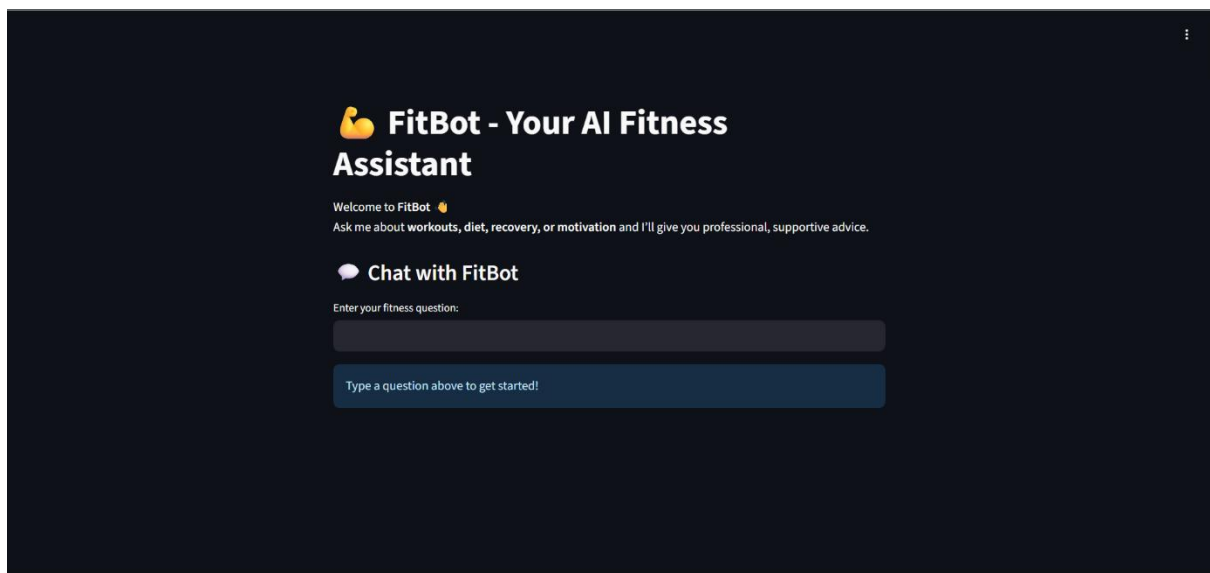 💪 FitBot - Your AI Fitness
Assistant
Welcome to FitBot 👋
Ask me about workouts, diet, recovery, or motivation and I'll give you professional, supportive advice.
💬 Chat with FitBot
Enter your fitness question:
Type a question above to get started!